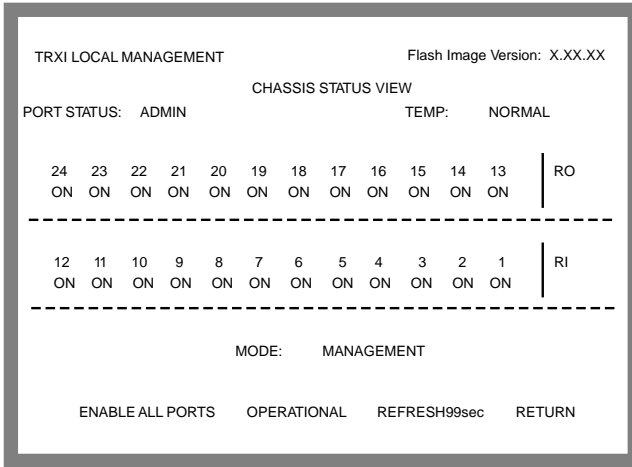 TRXI LOCAL MANAGEMENT Flash Image Version: X.XX.XX
CHASSIS STATUS VIEW
PORT STATUS: ADMIN TEMP: NORMAL
24 23 22 21 20 19 18 17 16 15 14 13 RO
ON ON ON ON ON ON ON ON ON ON ON ON
12 11 10 9 8 7 6 5 4 3 2 1 RI
ON ON ON ON ON ON ON ON ON ON ON ON
MODE: MANAGEMENT
ENABLE ALL PORTS OPERATIONAL REFRESH99sec RETURN